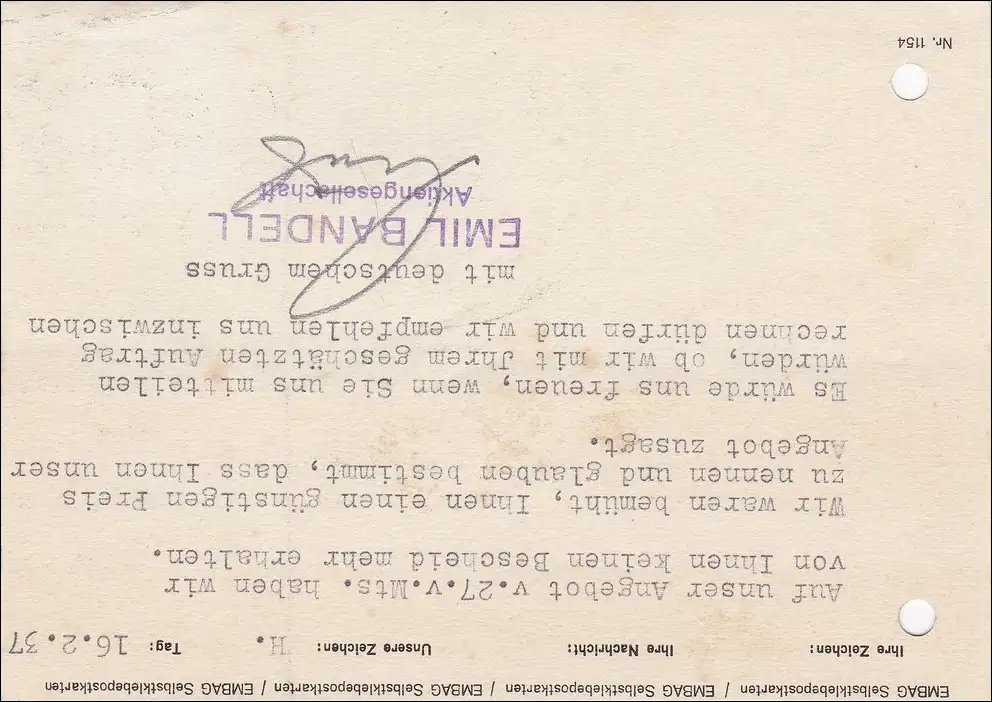 EMBAG Selbstklebepostkarten / EMBAG Selbstklebepostkarten / EMBAG Selbstklebepostkarten / EMBAG Selbstklebepostkarten
Ihre Zeichen: Ihre Nachricht: Unsere Zeichen: H. Tag: 16.2.37
Auf unser Angebot v.27.v.Mts. haben wir
von Ihnen keinen Bescheid mehr erhalten.
Wir waren bemüht, Ihnen einen günstigen Preis
zu nennen und glauben bestimmt, dass Ihnen unser
Angebot zusagt.
Es würde uns freuen, wenn Sie uns mitteilen
würden, ob wir mit Jhrem geschätzten Auftrag
rechnen dürfen und wir empfehlen uns inzwischen
mit deutschem Gruss
EMIL BANDELL
Aktiengesellschaft
Nr. 1154